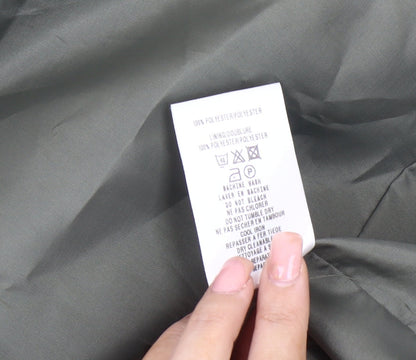 100% POLYESTER/POLYESTER
LINING/DOUBLURE
100% POLYESTER/POLYESTER
P
MACHINE WASH
LAVER EN MACHINE
DO NOT BLEACH
NE PAS CHLORER
DO NOT TUMBLE DRY
NE PAS SECHER EN TAMBOUR
COOL IRON
REPASSER A FER TIEDE
DRY CLEANABLE
NETTOYAGE A